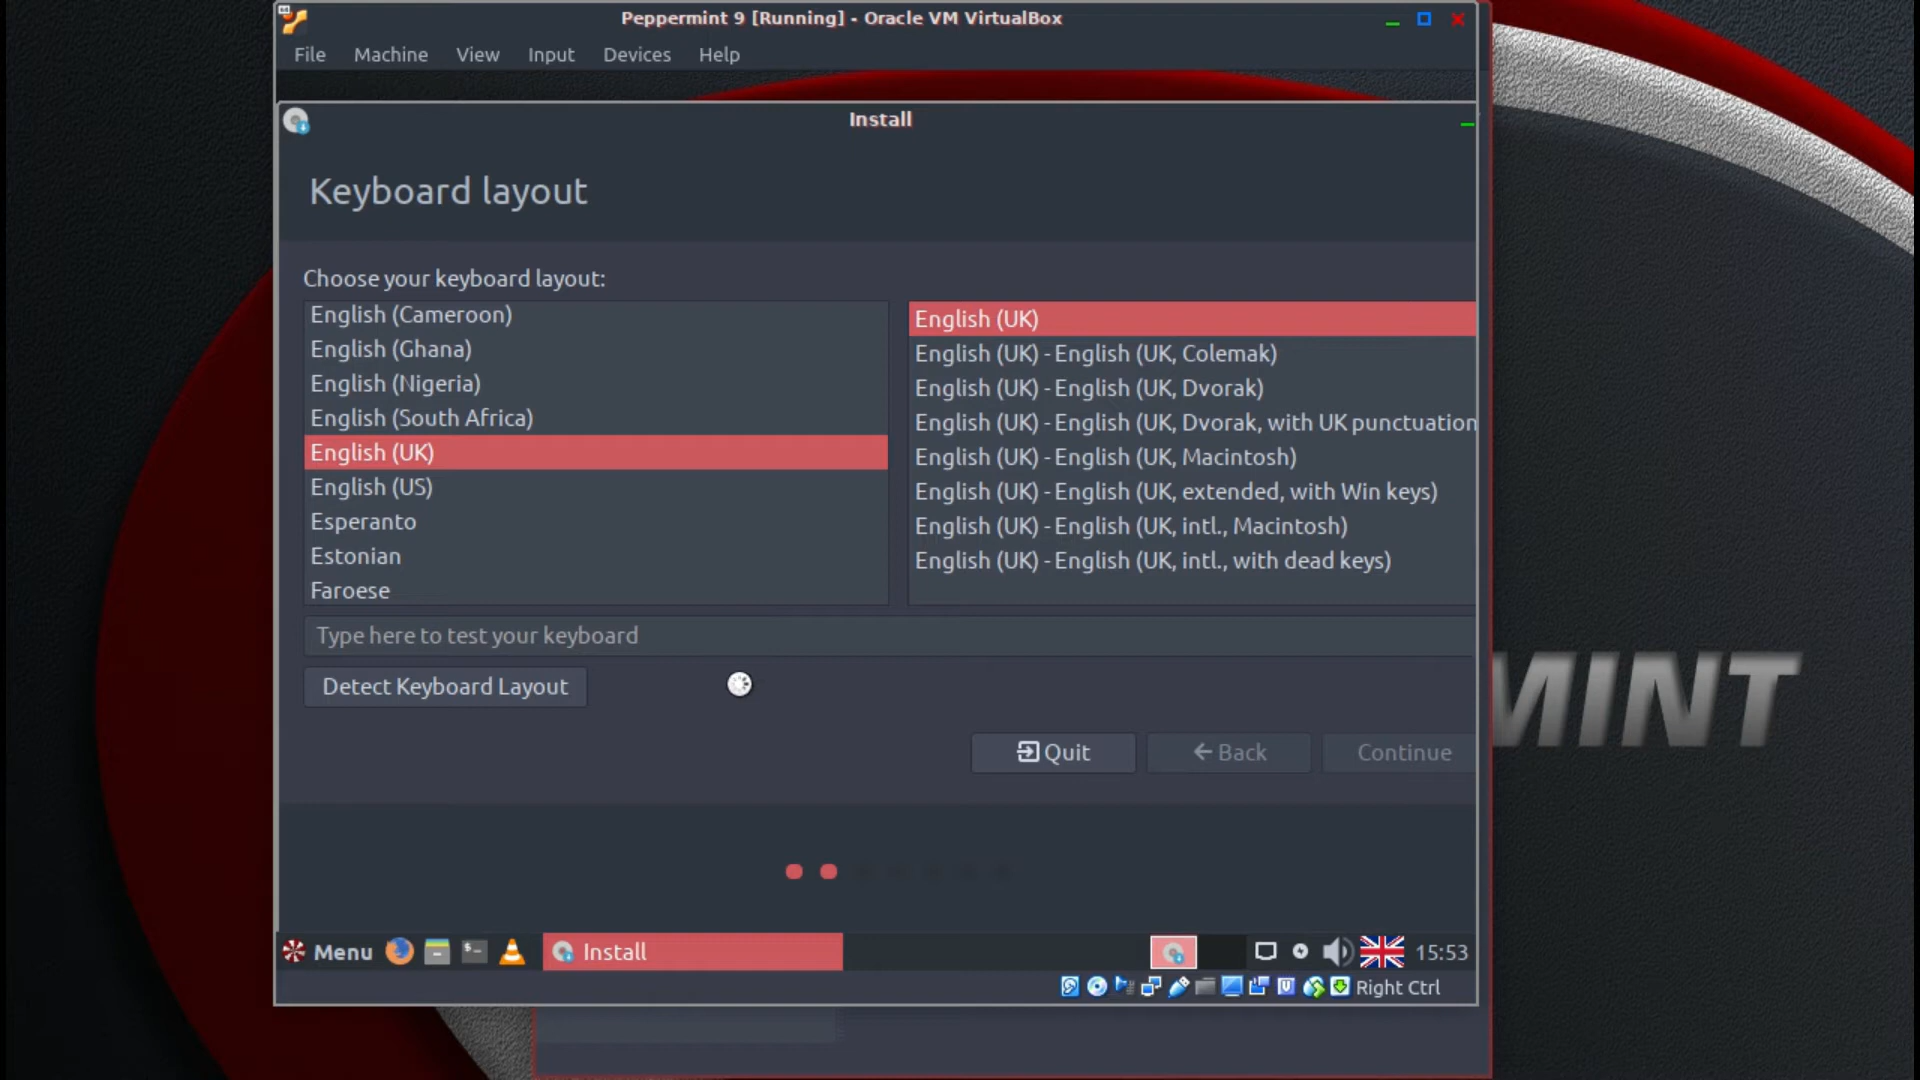 Peppermint 9 [Running] - Oracle VM VirtualBox
File Machine View Input Devices Help
Install
Keyboard layout
Choose your keyboard layout:
English (Cameroon)
English (Ghana)
English (Nigeria)
English (South Africa)
English (UK)
English (US)
Esperanto
Estonian
Faroese
English (UK)
English (UK) - English (UK, Colemak)
English (UK) - English (UK, Dvorak)
English (UK) - English (UK, Dvorak, with UK punctuation
English (UK) - English (UK, Macintosh)
English (UK) - English (UK, extended, with Win keys)
English (UK) - English (UK, intl., Macintosh)
English (UK) - English (UK, intl., with dead keys)
Type here to test your keyboard
Detect Keyboard Layout
Quit Back Continue
MINT
Menu Install 15:53
Right Ctrl